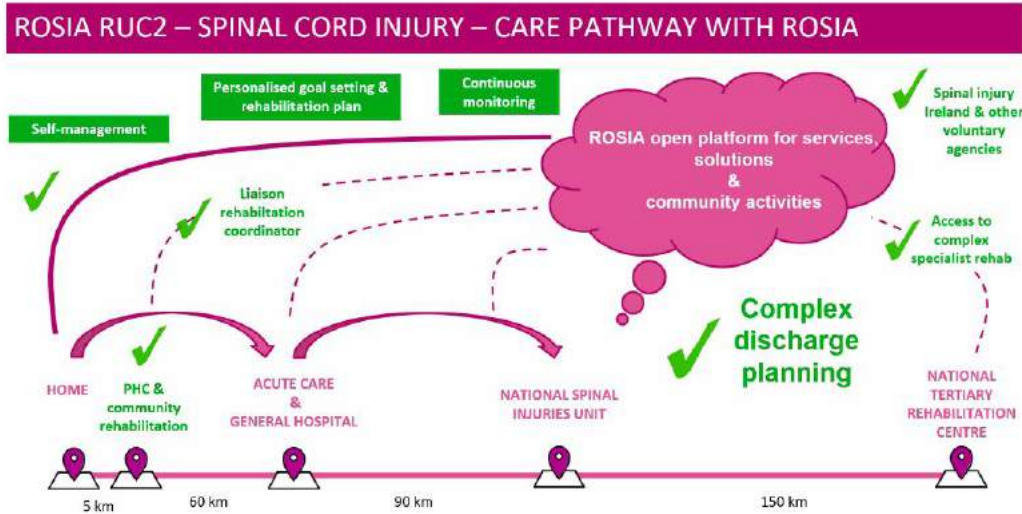 ROSIA RUC2 – SPINAL CORD INJURY – CARE PATHWAY WITH ROSIA
Self-management
Personalised goal setting &
rehabilitation plan
Continuous
monitoring
ROSIA open platform for services,
solutions
&
community activities
Spinal injury
Ireland & other
voluntary
agencies
Liaison
rehabiltation
coordinator
Access to
complex
specialist rehab
Complex
discharge
planning
HOME
PHC &
community
rehabilitation
ACUTE CARE
&
GENERAL HOSPITAL
NATIONAL SPINAL
INJURIES UNIT
NATIONAL
TERTIARY
REHABILITATION
CENTRE
5 km
60 km
90 km
150 km